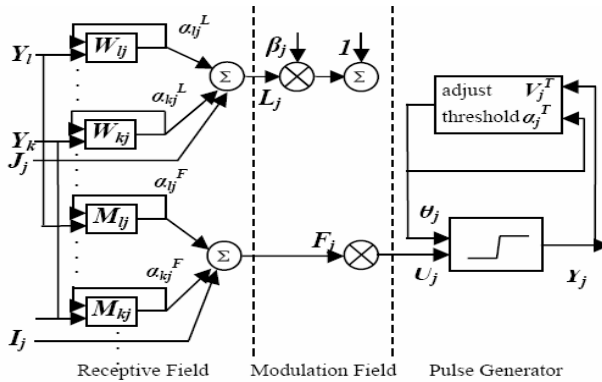 α_lj^L
Y_l W_lj
Σ β_j 1
L_j Σ
α_kj^L
Y_k W_kj
J_j
α_lj^F
M_lj
Σ F_j
α_kj^F
M_kj
I_j
adjust V_j^T
threshold α_j^T
θ_j
U_j Y_j
Receptive Field Modulation Field Pulse Generator